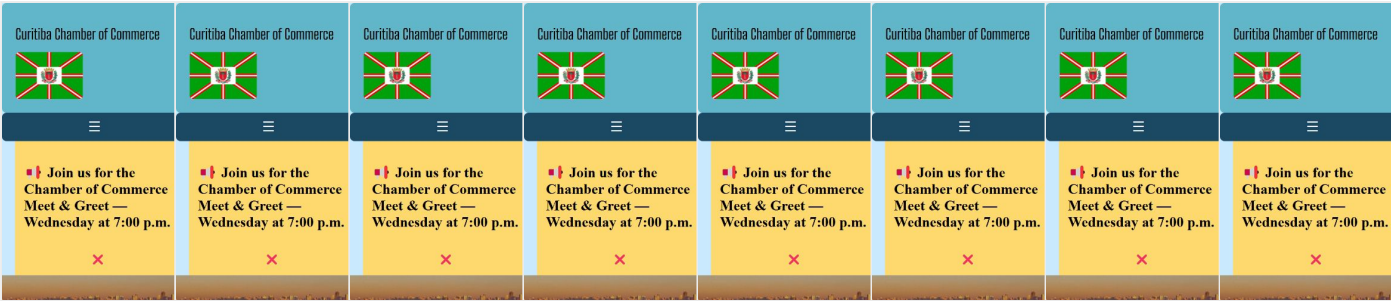 Curitiba Chamber of Commerce Curitiba Chamber of Commerce Curitiba Chamber of Commerce Curitiba Chamber of Commerce Curitiba Chamber of Commerce Curitiba Chamber of Commerce Curitiba Chamber of Commerce Curitiba Chamber of Commerce
Join us for the Join us for the Join us for the Join us for the Join us for the Join us for the Join us for the Join us for the
Chamber of Commerce Chamber of Commerce Chamber of Commerce Chamber of Commerce Chamber of Commerce Chamber of Commerce Chamber of Commerce Chamber of Commerce
Meet & Greet — Meet & Greet — Meet & Greet — Meet & Greet — Meet & Greet — Meet & Greet — Meet & Greet — Meet & Greet —
Wednesday at 7:00 p.m. Wednesday at 7:00 p.m. Wednesday at 7:00 p.m. Wednesday at 7:00 p.m. Wednesday at 7:00 p.m. Wednesday at 7:00 p.m. Wednesday at 7:00 p.m. Wednesday at 7:00 p.m.